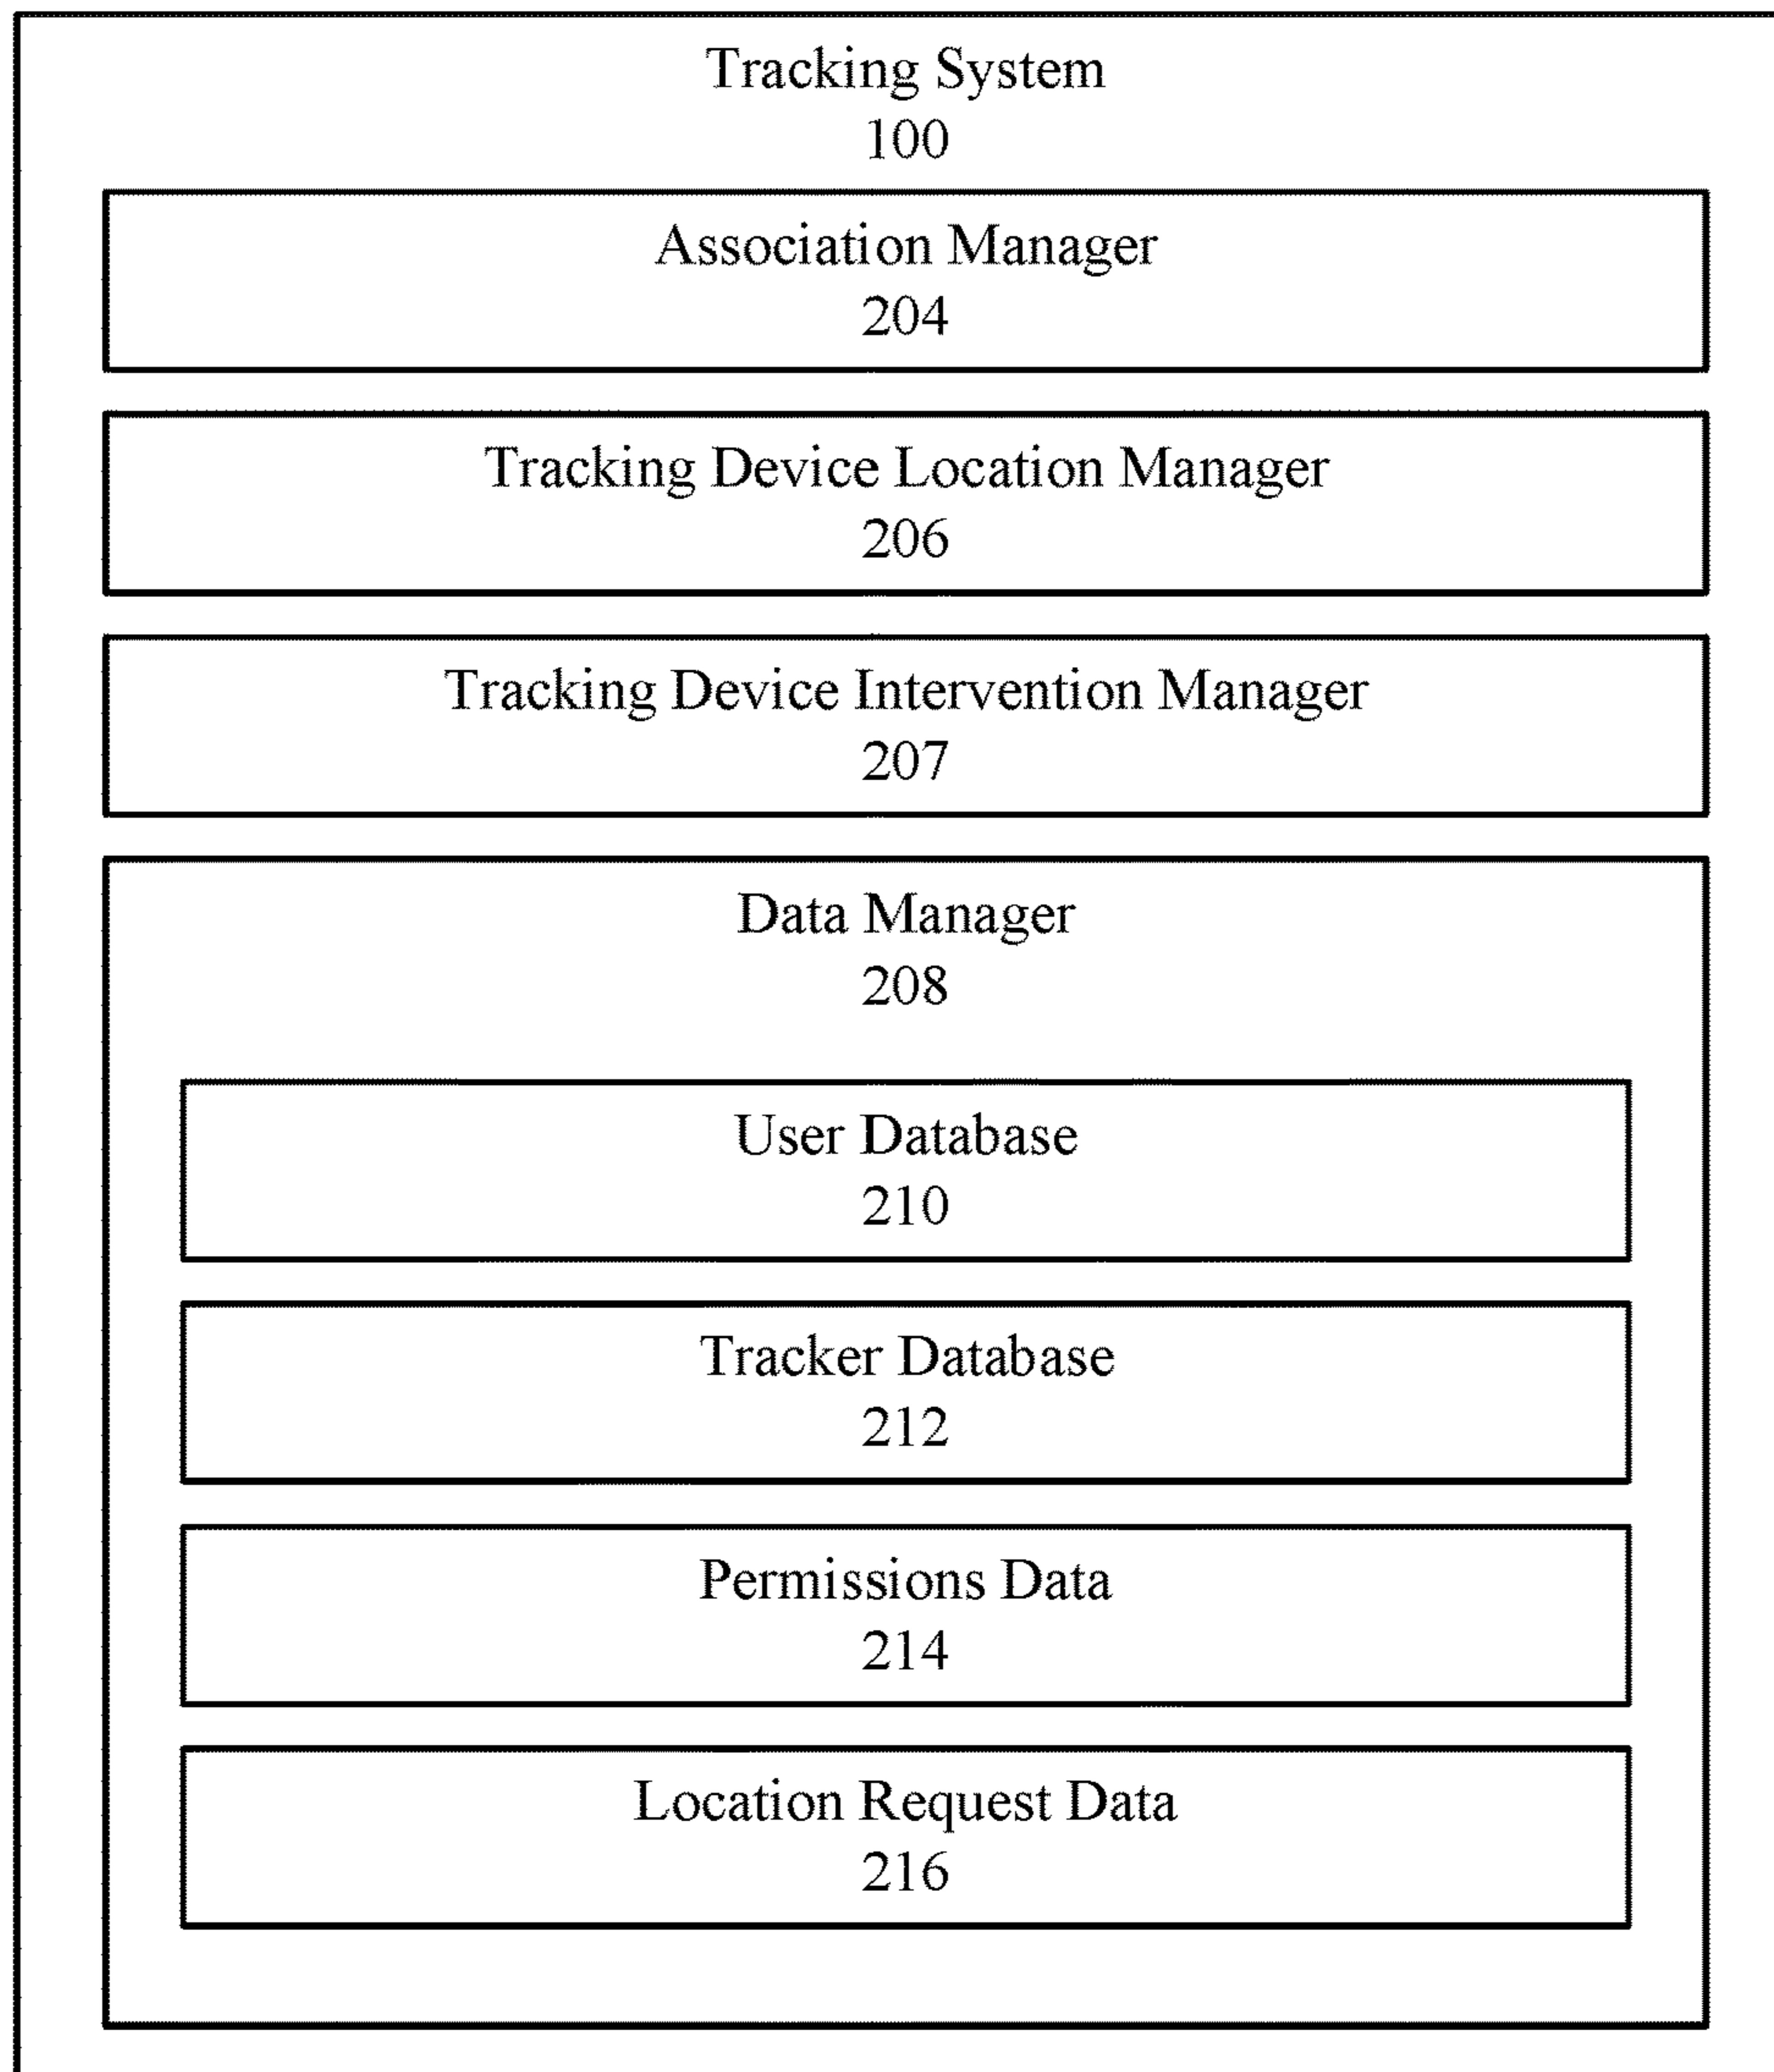 Tracking System
100
Association Manager
204
Tracking Device Location Manager
206
Tracking Device Intervention Manager
207
Data Manager
208
User Database
210
Tracker Database
212
Permissions Data
214
Location Request Data
216